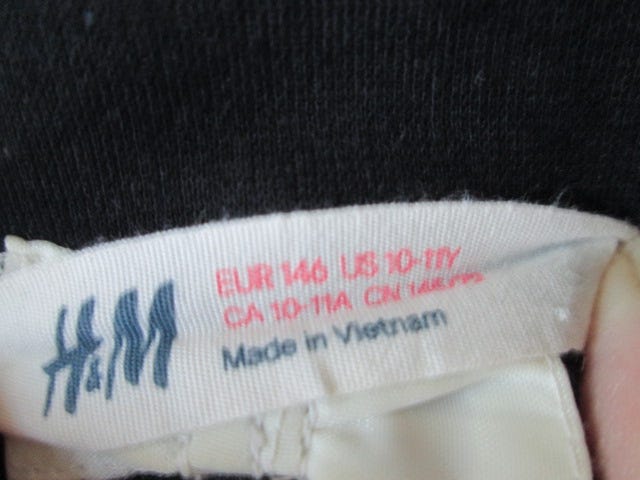 H&M
EUR 146 US 10-11Y
CA 10-11A CN
Made in Vietnam